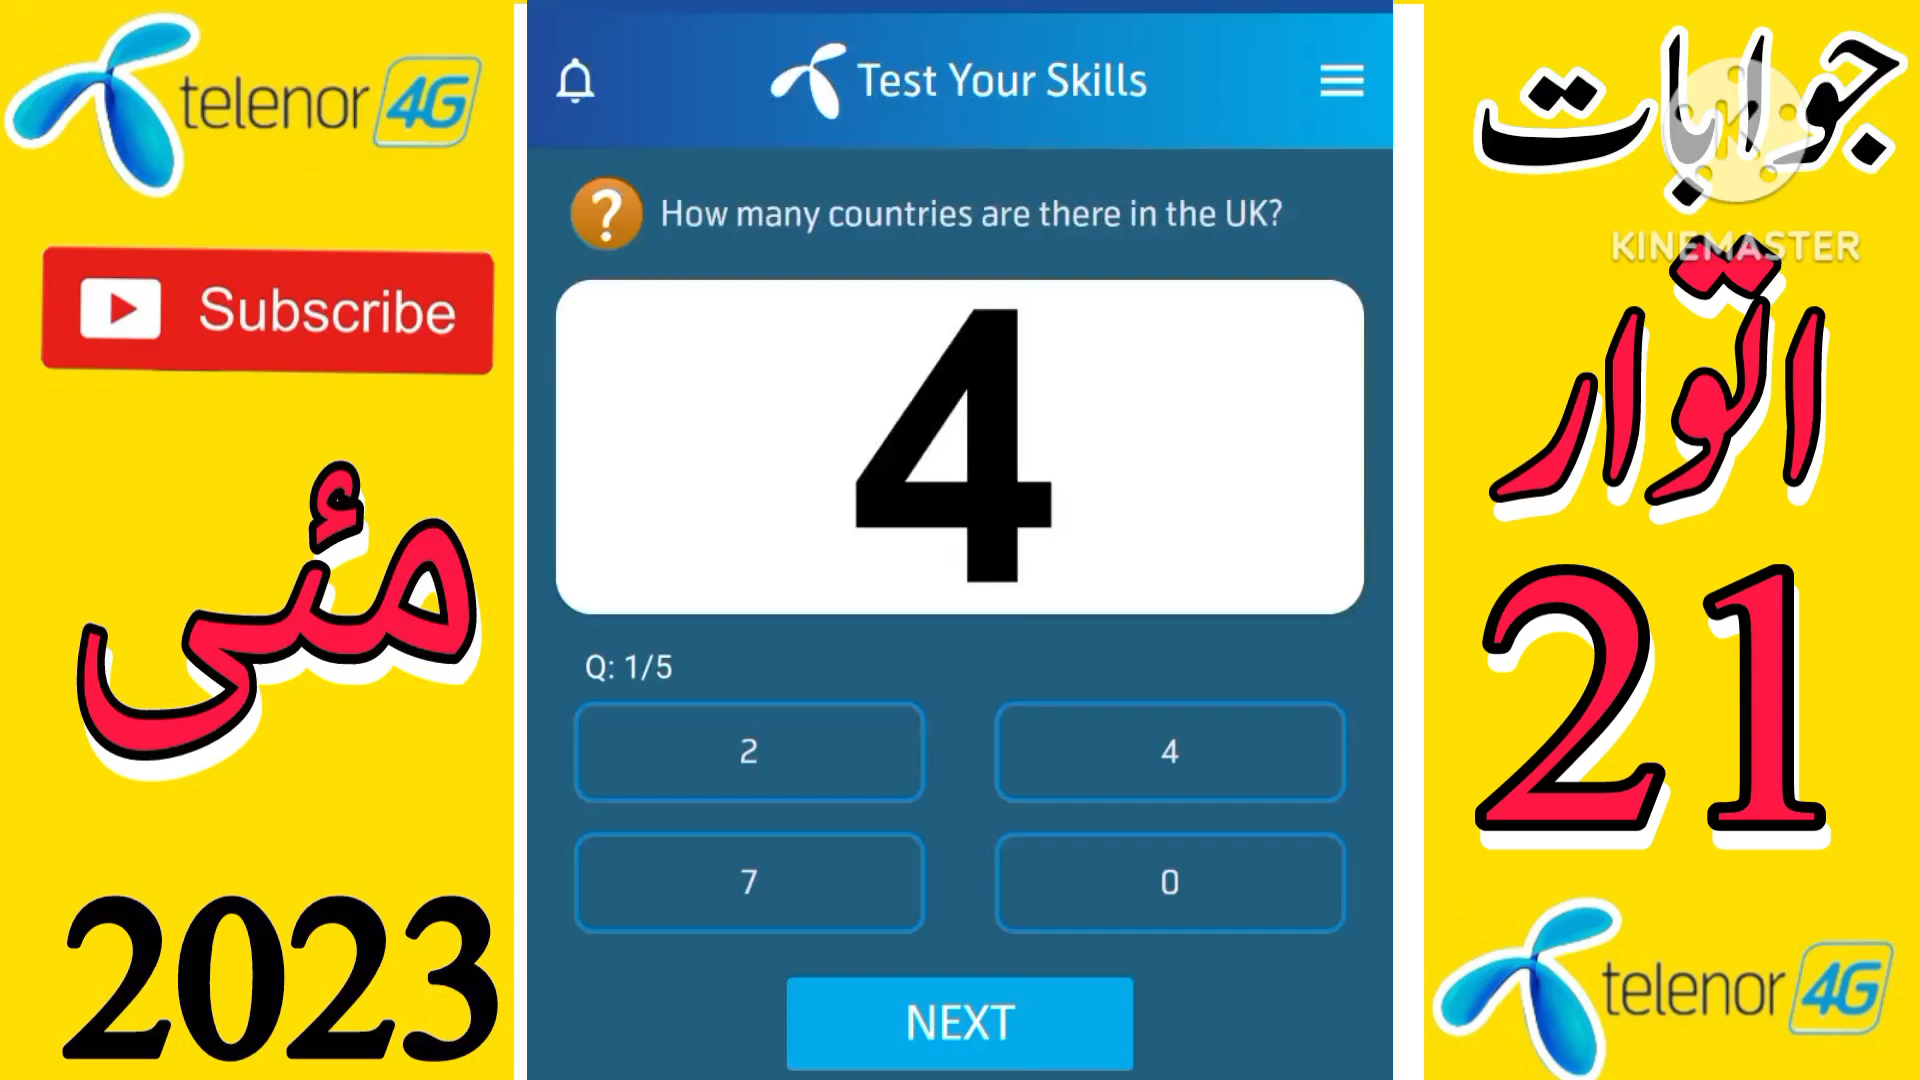 telenor 4G
Subscribe
مئی
2023
Test Your Skills
How many countries are there in the UK?
4
Q: 1/5
2
4
7
0
NEXT
جوابات
KINEMASTER
اتوار
21
telenor 4G